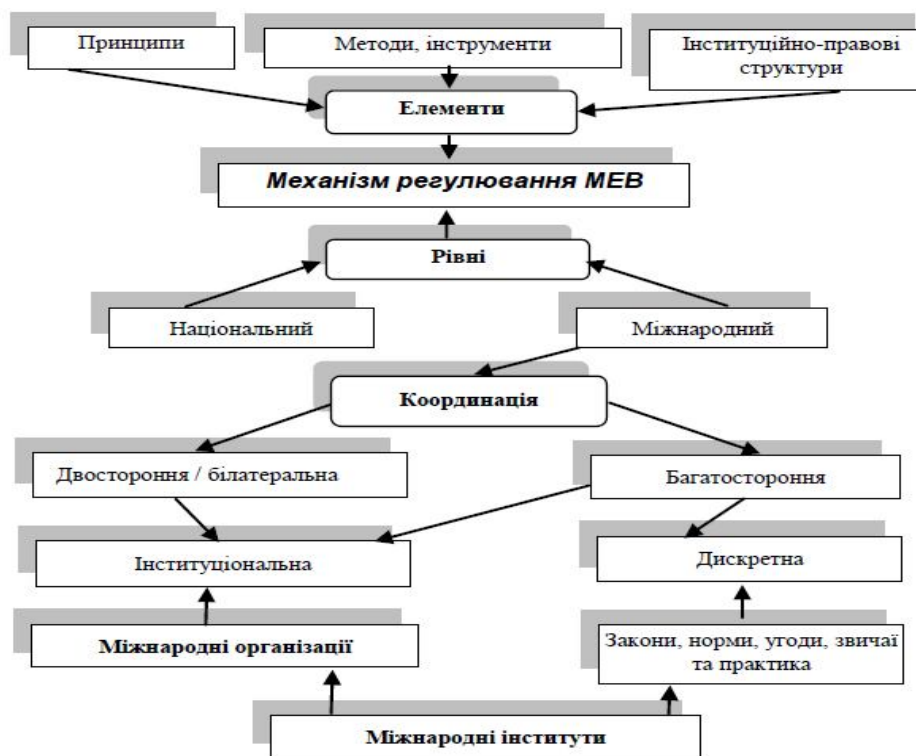 Принципи
Методи, інструменти
Інституційно-правові
структури
Елементи
Механізм регулювання МЕВ
Рівні
Національний
Міжнародний
Координація
Двостороння / білатеральна
Багатостороння
Інституціональна
Дискретна
Міжнародні організації
Закони, норми, угоди, звичаї
та практика
Міжнародні інститути